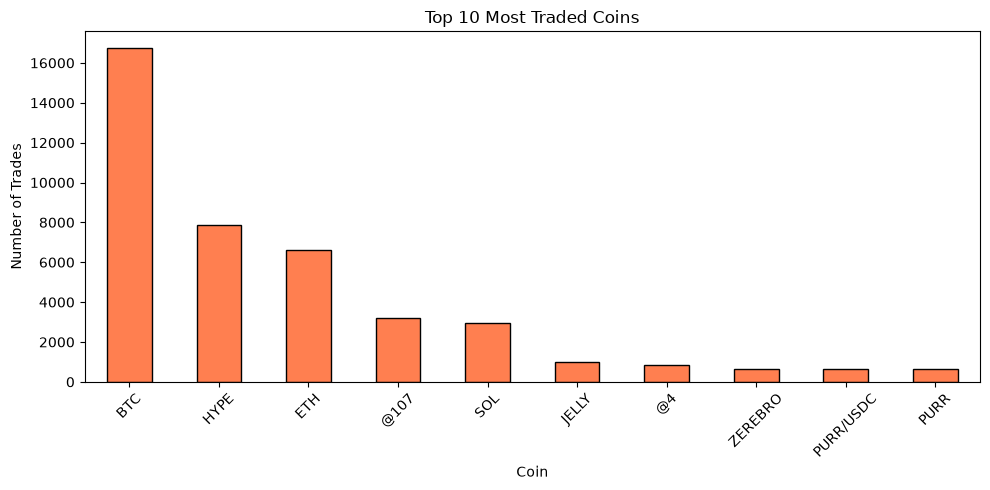 Top 10 Most Traded Coins
Number of Trades
16000
14000
12000
10000
8000
6000
4000
2000
0
BTC
HYPE
ETH
@107
SOL
JELLY
@4
ZEREBRO
PURR/USDC
PURR
Coin